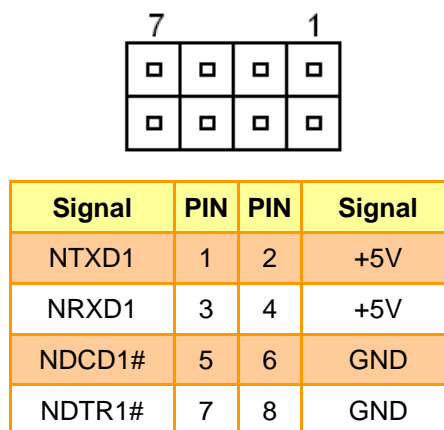 7 1
Signal PIN PIN Signal
NTXD1 1 2 +5V
NRXD1 3 4 +5V
NDCD1# 5 6 GND
NDTR1# 7 8 GND